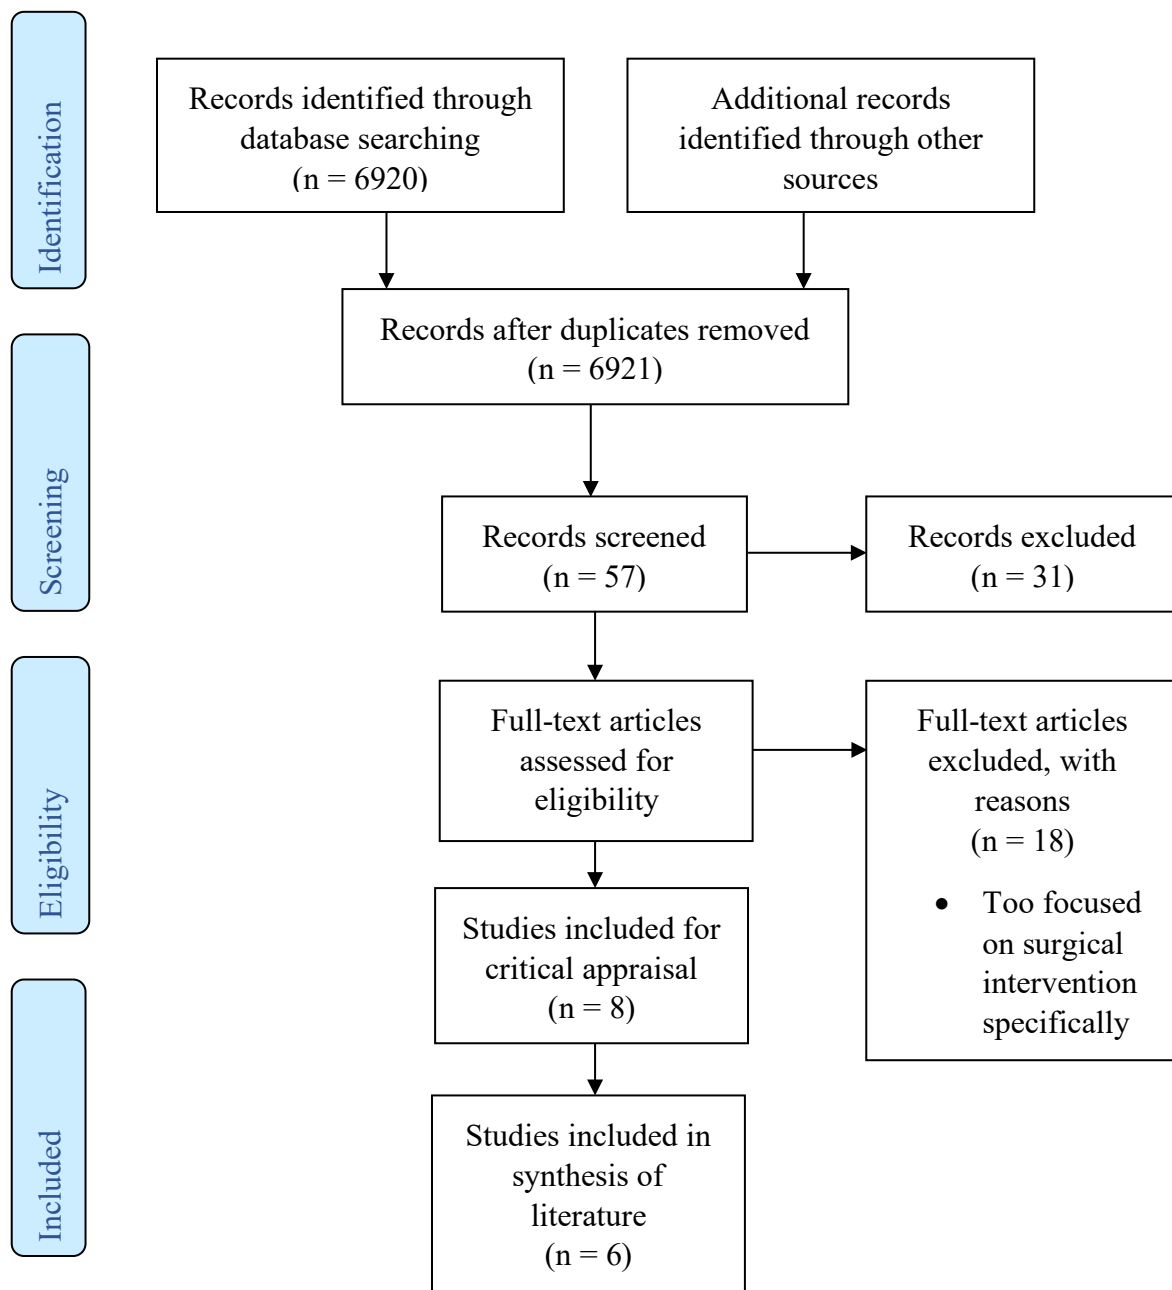 Identification
Records identified through
database searching
(n = 6920)
Additional records
identified through other
sources
Records after duplicates removed
(n = 6921)
Screening
Records screened
(n = 57)
Records excluded
(n = 31)
Eligibility
Full-text articles
assessed for
eligibility
Full-text articles
excluded, with
reasons
(n = 18)
• Too focused
on surgical
intervention
specifically
Studies included for
critical appraisal
(n = 8)
Included
Studies included in
synthesis of
literature
(n = 6)